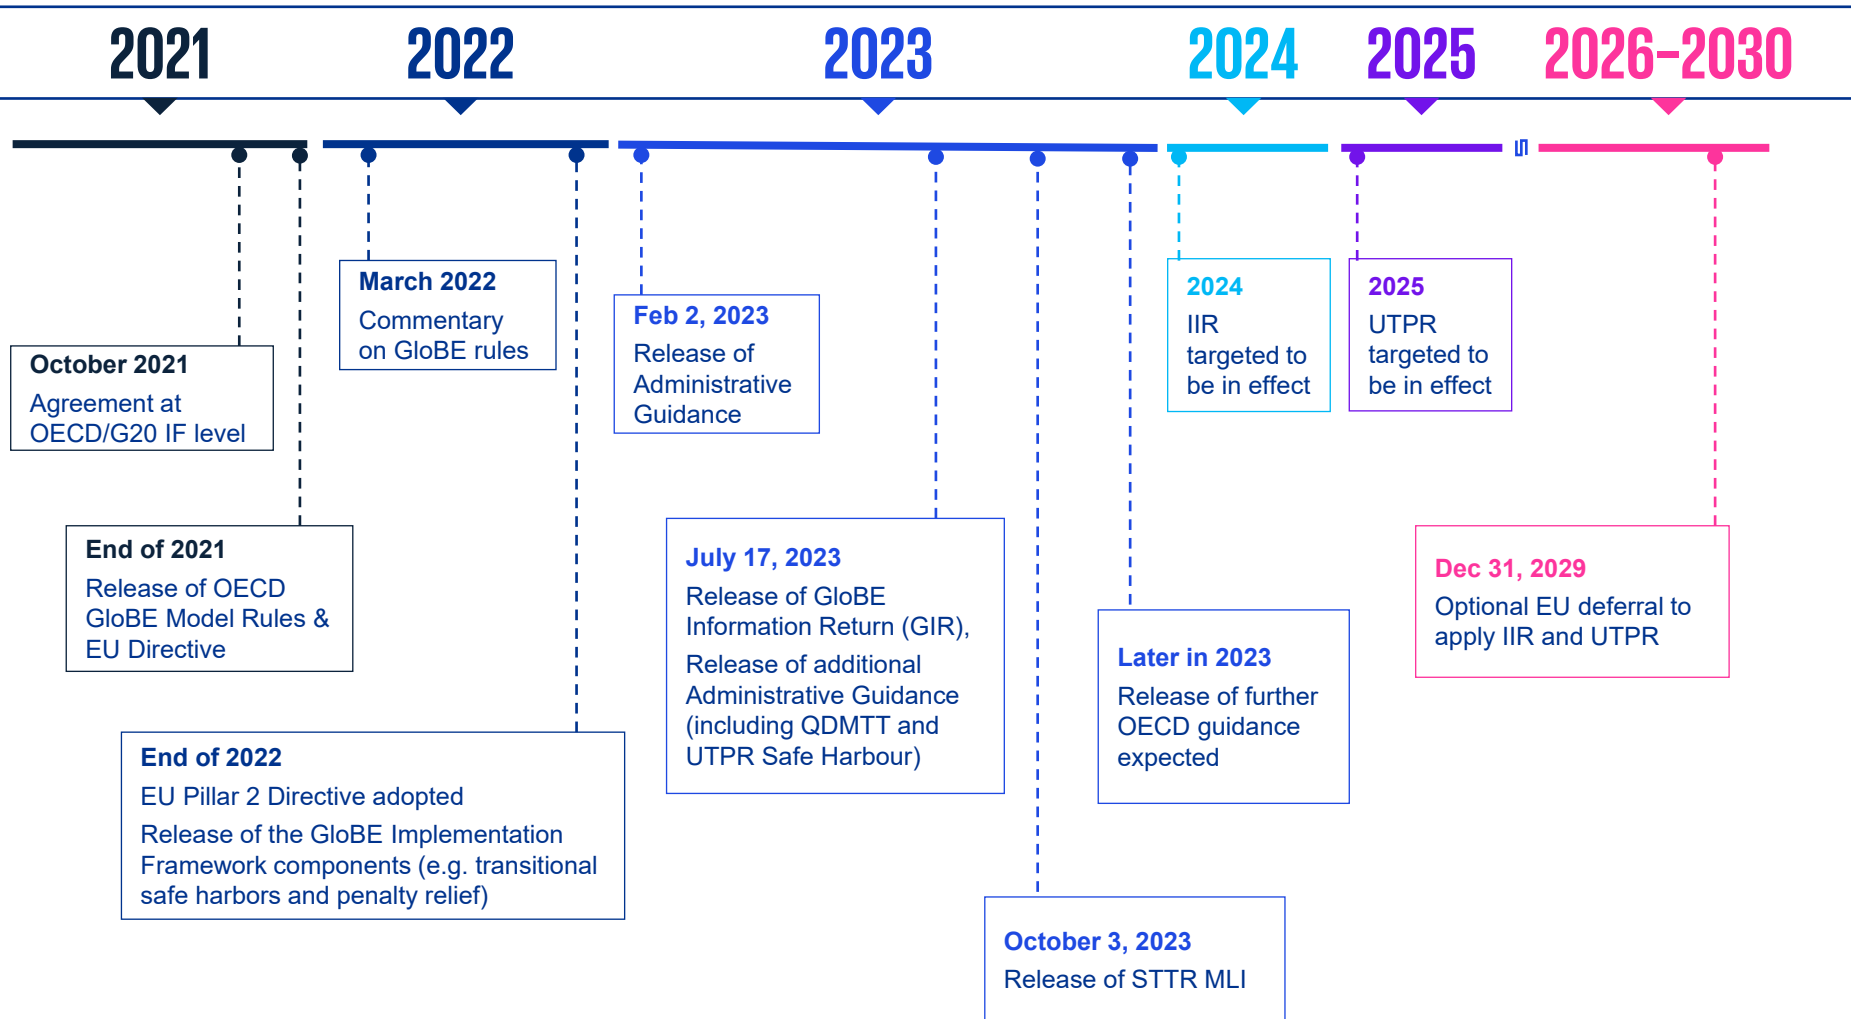 2021
2022
2023
2024
2025
2026–2030
October 2021
Agreement at
OECD/G20 IF level
End of 2021
Release of OECD
GloBE Model Rules &
EU Directive
March 2022
Commentary
on GloBE rules
End of 2022
EU Pillar 2 Directive adopted
Release of the GloBE Implementation
Framework components (e.g. transitional
safe harbors and penalty relief)
Feb 2, 2023
Release of
Administrative
Guidance
July 17, 2023
Release of GloBE
Information Return (GIR),
Release of additional
Administrative Guidance
(including QDMTT and
UTPR Safe Harbour)
October 3, 2023
Release of STTR MLI
Later in 2023
Release of further
OECD guidance
expected
2024
IIR
targeted to
be in effect
2025
UTPR
targeted to
be in effect
Dec 31, 2029
Optional EU deferral to
apply IIR and UTPR